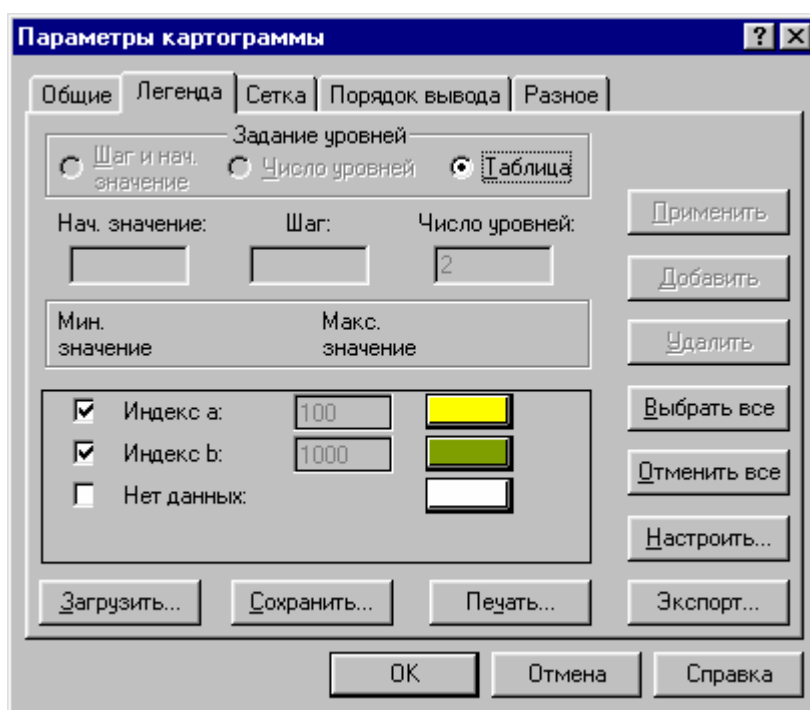 Параметры картограммы
Общие Легенда Сетка Порядок вывода Разное
Задание уровней
Шаг и нач. значение
Число уровней
Таблица
Нач. значение: Шаг: Число уровней:
2
Мин. значение
Макс. значение
Индекс a: 100
Индекс b: 1000
Нет данных:
Применить
Добавить
Удалить
Выбрать все
Отменить все
Настроить...
Загрузить... Сохранить... Печать... Экспорт...
OK Отмена Справка